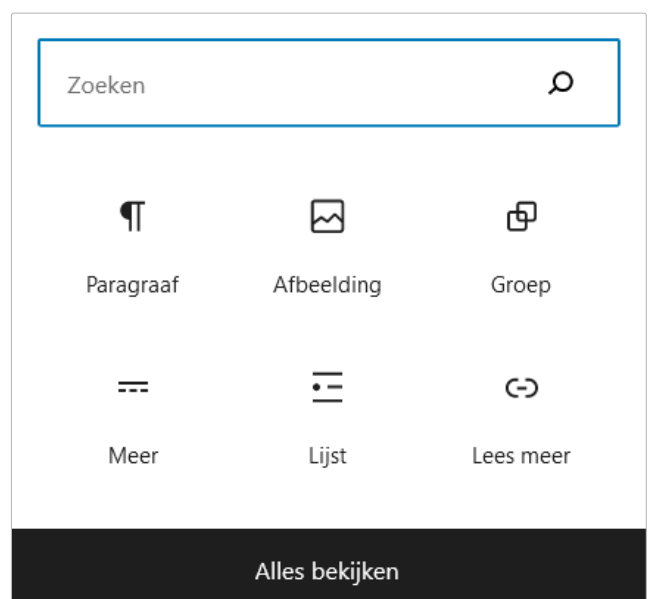 Zoeken
Paragraaf Afbeelding Groep
Meer Lijst Lees meer
Alles bekijken